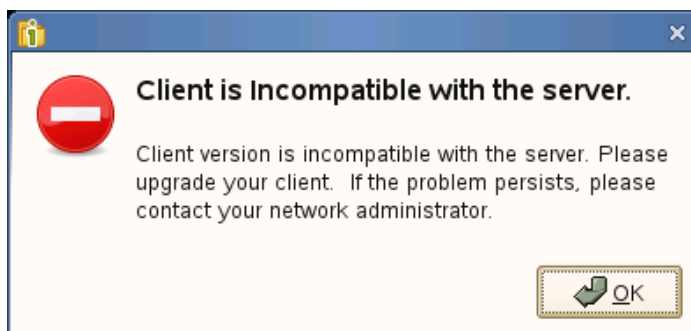 Client is Incompatible with the server.
Client version is incompatible with the server. Please
upgrade your client.  If the problem persists, please
contact your network administrator.
OK